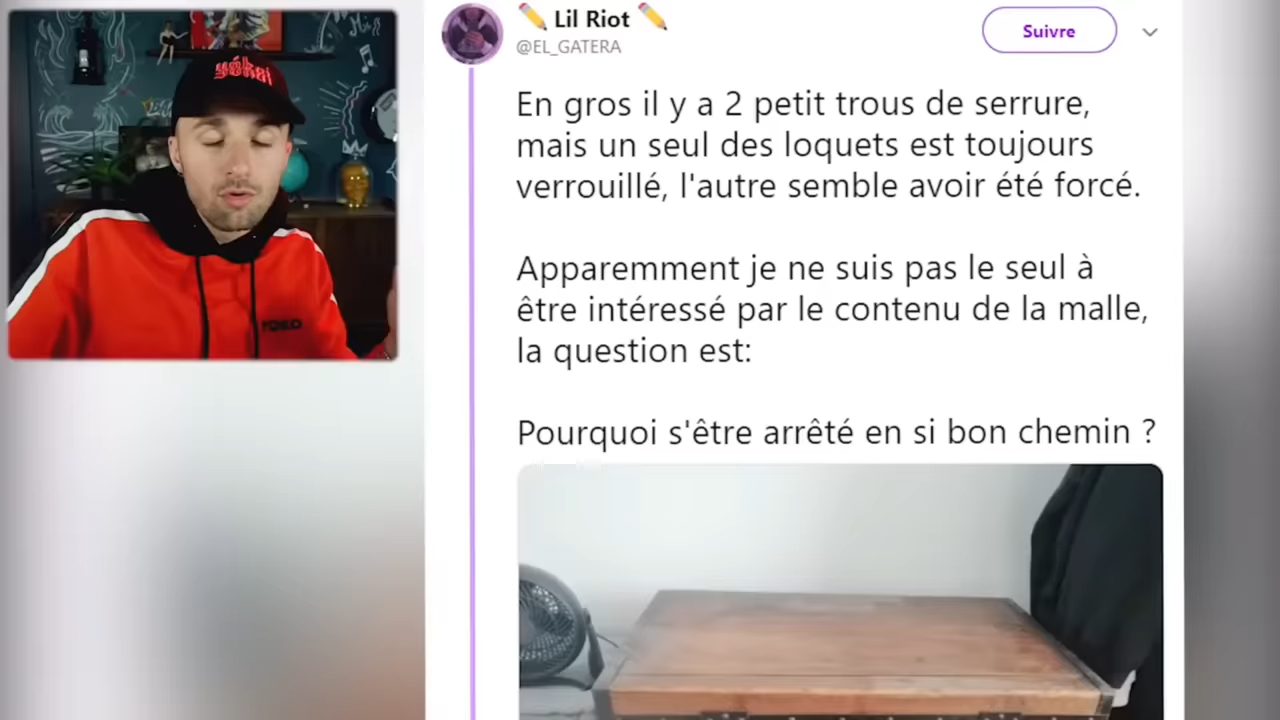 ✏️ Lil Riot ✏️
@EL_GATERA
Suivre
En gros il y a 2 petit trous de serrure,
mais un seul des loquets est toujours
verrouillé, l'autre semble avoir été forcé.
Apparemment je ne suis pas le seul à
être intéressé par le contenu de la malle,
la question est:
Pourquoi s'être arrêté en si bon chemin ?
yókai